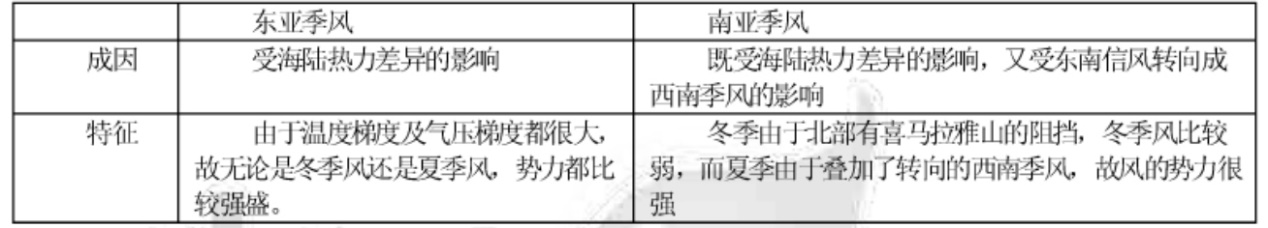 东亚季风 南亚季风
成因 受海陆热力差异的影响 既受海陆热力差异的影响，又受东南信风转向成
西南季风的影响
特征 由于温度梯度及气压梯度都很大， 冬季由于北部有喜马拉雅山的阻挡，冬季风比较
故无论是冬季风还是夏季风，势力都比 弱，而夏季由于叠加了转向的西南季风，故风的势力很
较强盛。 强